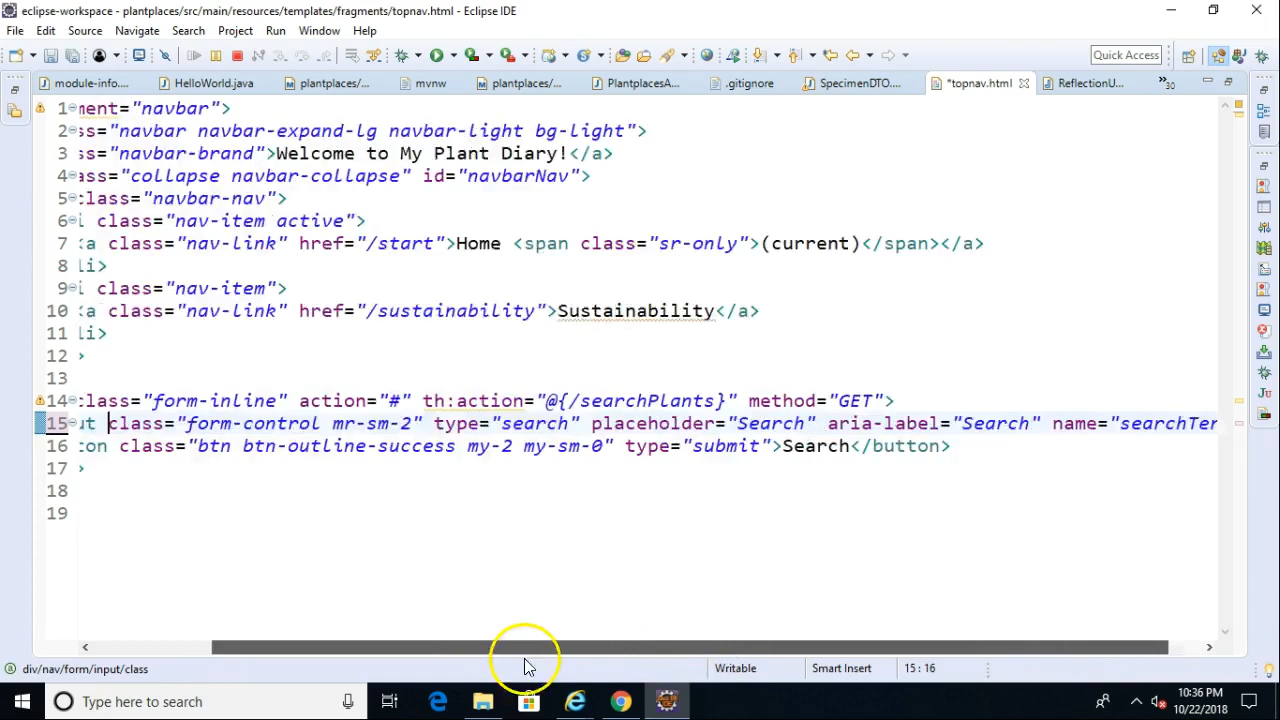 eclipse-workspace - plantplaces/src/main/resources/templates/fragments/topnav.html - Eclipse IDE
File Edit Source Navigate Search Project Run Window Help
Quick Access
module-info.... HelloWorld.java plantplaces/... mvnw plantplaces/... PlantplacesA... .gitignore SpecimenDTO.... *topnav.html ReflectionU... 30
1 ment="navbar">
2 ss="navbar navbar-expand-lg navbar-light bg-light">
3 ass="navbar-brand">Welcome to My Plant Diary!</a>
4 ass="collapse navbar-collapse" id="navbarNav">
5 class="navbar-nav">
6 i class="nav-item active">
7 <a class="nav-link" href="/start">Home <span class="sr-only">(current)</span></a>
8 li>
9 i class="nav-item">
10 <a class="nav-link" href="/sustainability">Sustainability</a>
11 li>
12 >
13
14 class="form-inline" action="#" th:action="@{/searchPlants}" method="GET">
15 ut class="form-control mr-sm-2" type="search" placeholder="Search" aria-label="Search" name="searchTer
16 ton class="btn btn-outline-success my-2 my-sm-0" type="submit">Search</button>
17 >
18
19
div/nav/form/input/class Writable Smart Insert 15 : 16
Type here to search
10:36 PM
10/22/2018